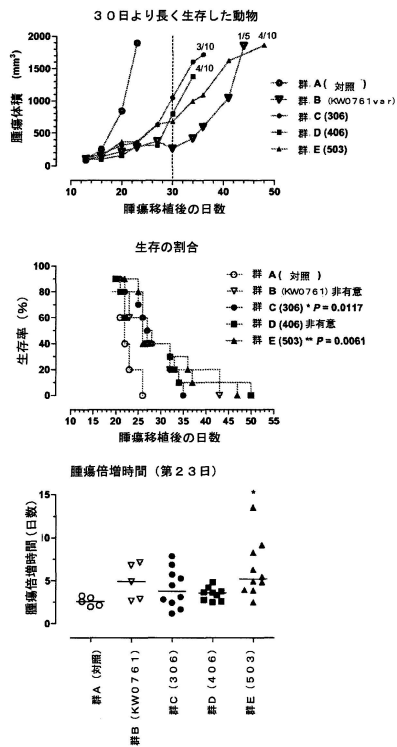 30日より長く生存した動物
腫瘍体積 (mm³)
2000
1500
1000
500
0
3/10
4/10
1/5
4/10
10 20 30 40 50
腫瘍移植後の日数
群 A(対照)
群 B (KW0761var)
群 C (306)
群 D (406)
群 E (503)
生存の割合
生存率 (%)
100
80
60
40
20
0
10 15 20 25 30 35 40 45 50 55
腫瘍移植後の日数
群 A(対照)
群 B (KW0761) 非有意
群 C (306) * P = 0.0117
群 D (406) 非有意
群 E (503) ** P = 0.0061
腫瘍倍増時間 (第23日)
腫瘍倍増時間 (日数)
15
10
5
0
*
群A (対照)
群B (KW0761)
群C (306)
群D (406)
群E (503)